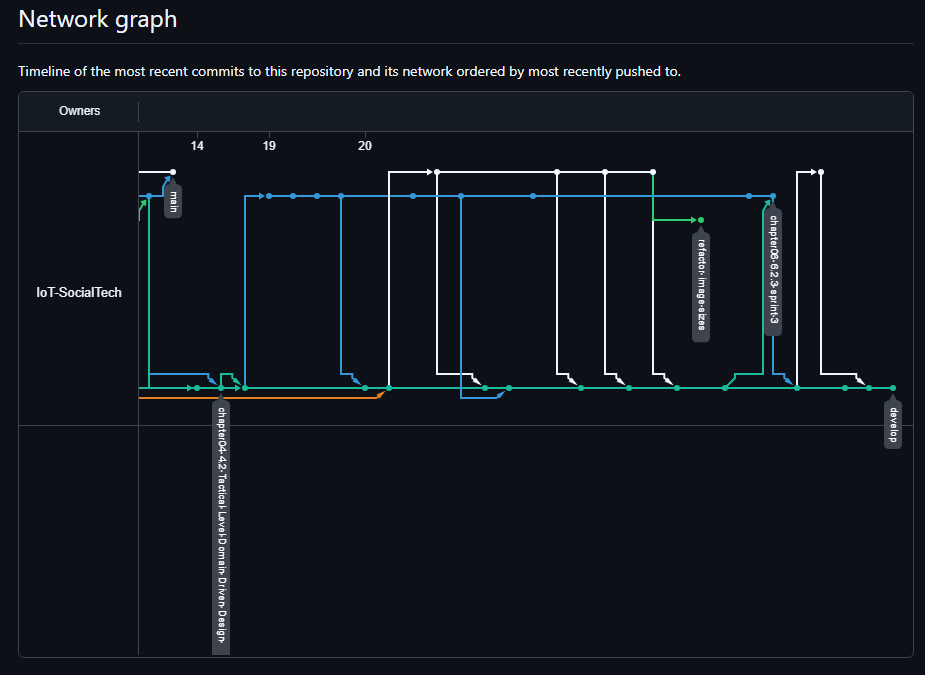 Network graph
Timeline of the most recent commits to this repository and its network ordered by most recently pushed to.
Owners
14
19
20
IoT-SocialTech
main
chapter04-4.2-Tactical-Level-Domain-Driven-Design-
refactor-image-sizes
chapter06-6.2.3-sprint-3
develop